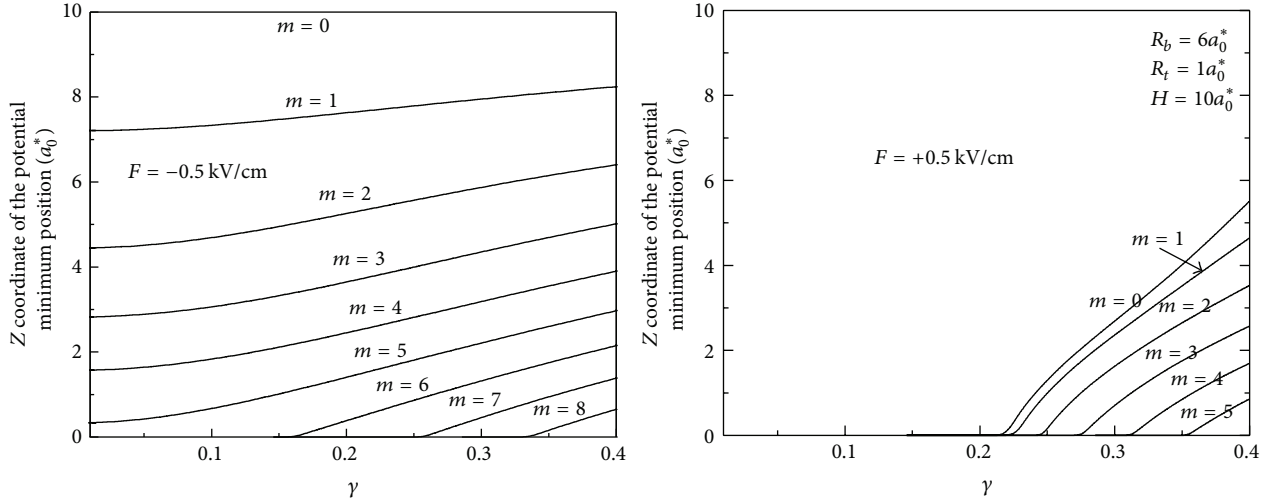 Z coordinate of the potential
minimum position (a₀*)
10
8
6
4
2
0
m = 0
m = 1
F = −0.5 kV/cm
m = 2
m = 3
m = 4
m = 5
m = 6
m = 7
m = 8
0.1
0.2
0.3
0.4
γ
Z coordinate of the potential
minimum position (a₀*)
10
8
6
4
2
0
R_b = 6a₀*
R_t = 1a₀*
H = 10a₀*
F = +0.5 kV/cm
m = 1
m = 0
m = 2
m = 3
m = 4
m = 5
0.1
0.2
0.3
0.4
γ